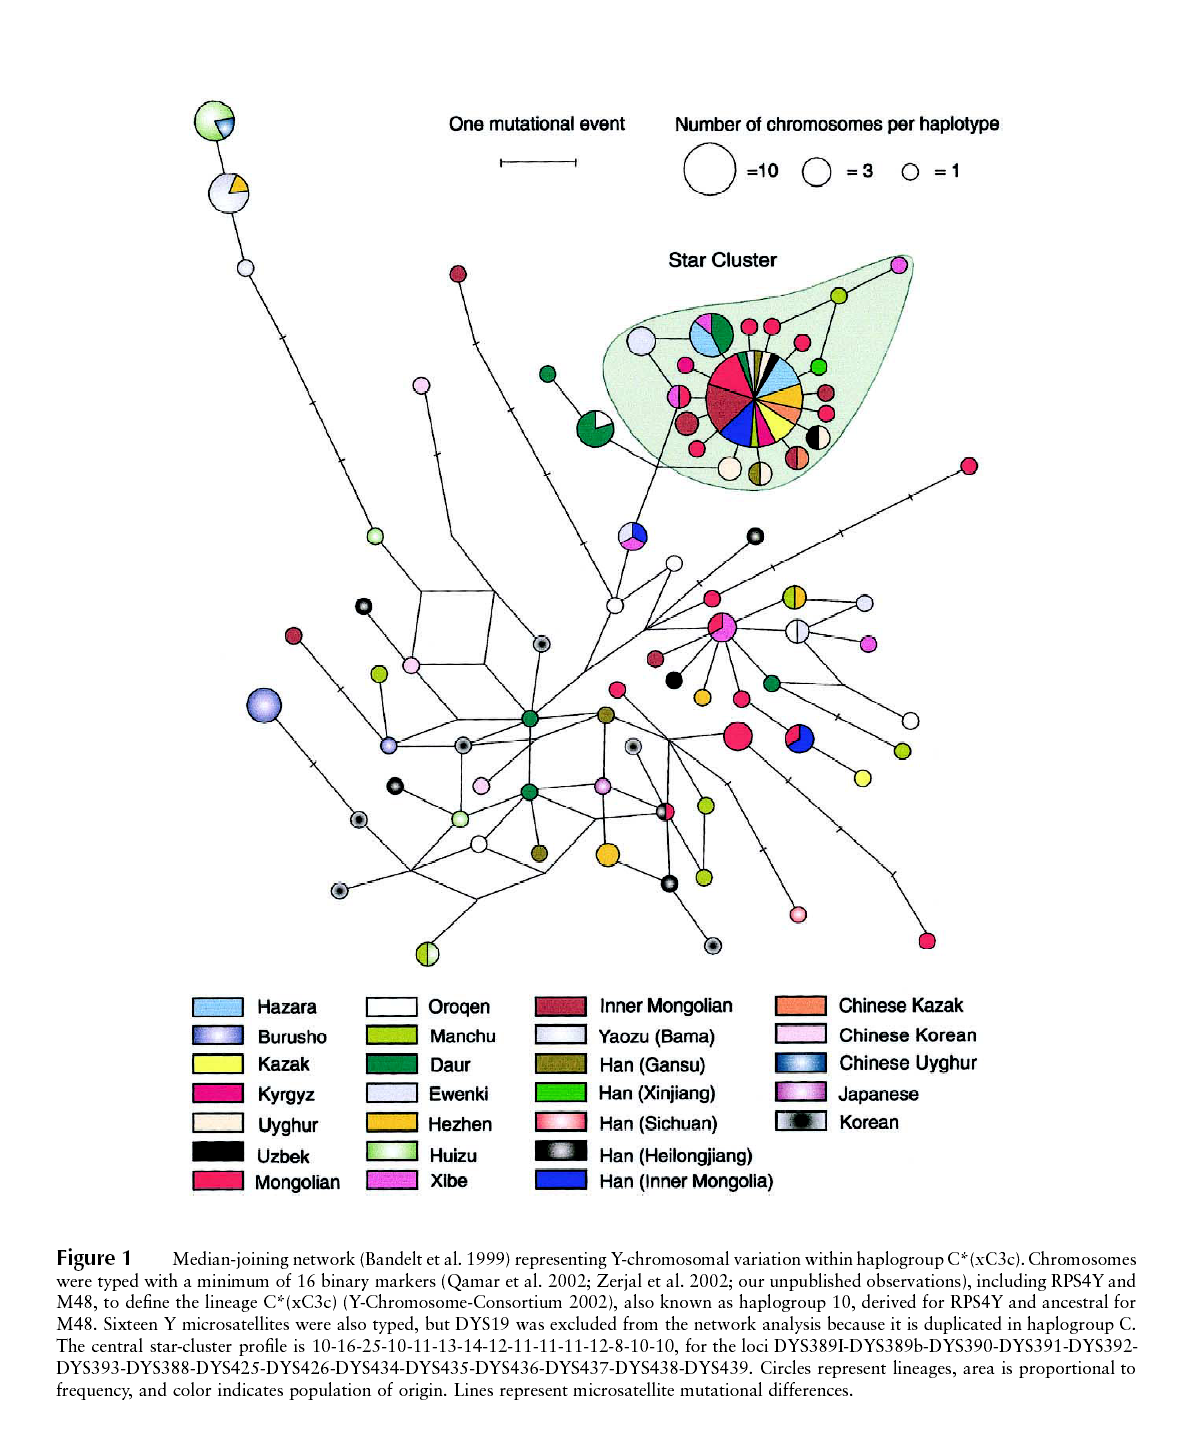 One mutational event
Number of chromosomes per haplotype
=10
= 3
= 1
Star Cluster
Hazara
Oroqen
Inner Mongolian
Chinese Kazak
Burusho
Manchu
Yaozu (Bama)
Chinese Korean
Kazak
Daur
Han (Gansu)
Chinese Uyghur
Kyrgyz
Ewenki
Han (Xinjiang)
Japanese
Uyghur
Hezhen
Han (Sichuan)
Korean
Uzbek
Huizu
Han (Heilongjiang)
Mongolian
Xibe
Han (Inner Mongolia)
Figure 1 Median-joining network (Bandelt et al. 1999) representing Y-chromosomal variation within haplogroup C*(xC3c). Chromosomes
were typed with a minimum of 16 binary markers (Qamar et al. 2002; Zerjal et al. 2002; our unpublished observations), including RPS4Y and
M48, to define the lineage C*(xC3c) (Y-Chromosome-Consortium 2002), also known as haplogroup 10, derived for RPS4Y and ancestral for
M48. Sixteen Y microsatellites were also typed, but DYS19 was excluded from the network analysis because it is duplicated in haplogroup C.
The central star-cluster profile is 10-16-25-10-11-13-14-12-11-11-11-12-8-10-10, for the loci DYS389I-DYS389b-DYS390-DYS391-DYS392-
DYS393-DYS388-DYS425-DYS426-DYS434-DYS435-DYS436-DYS437-DYS438-DYS439. Circles represent lineages, area is proportional to
frequency, and color indicates population of origin. Lines represent microsatellite mutational differences.